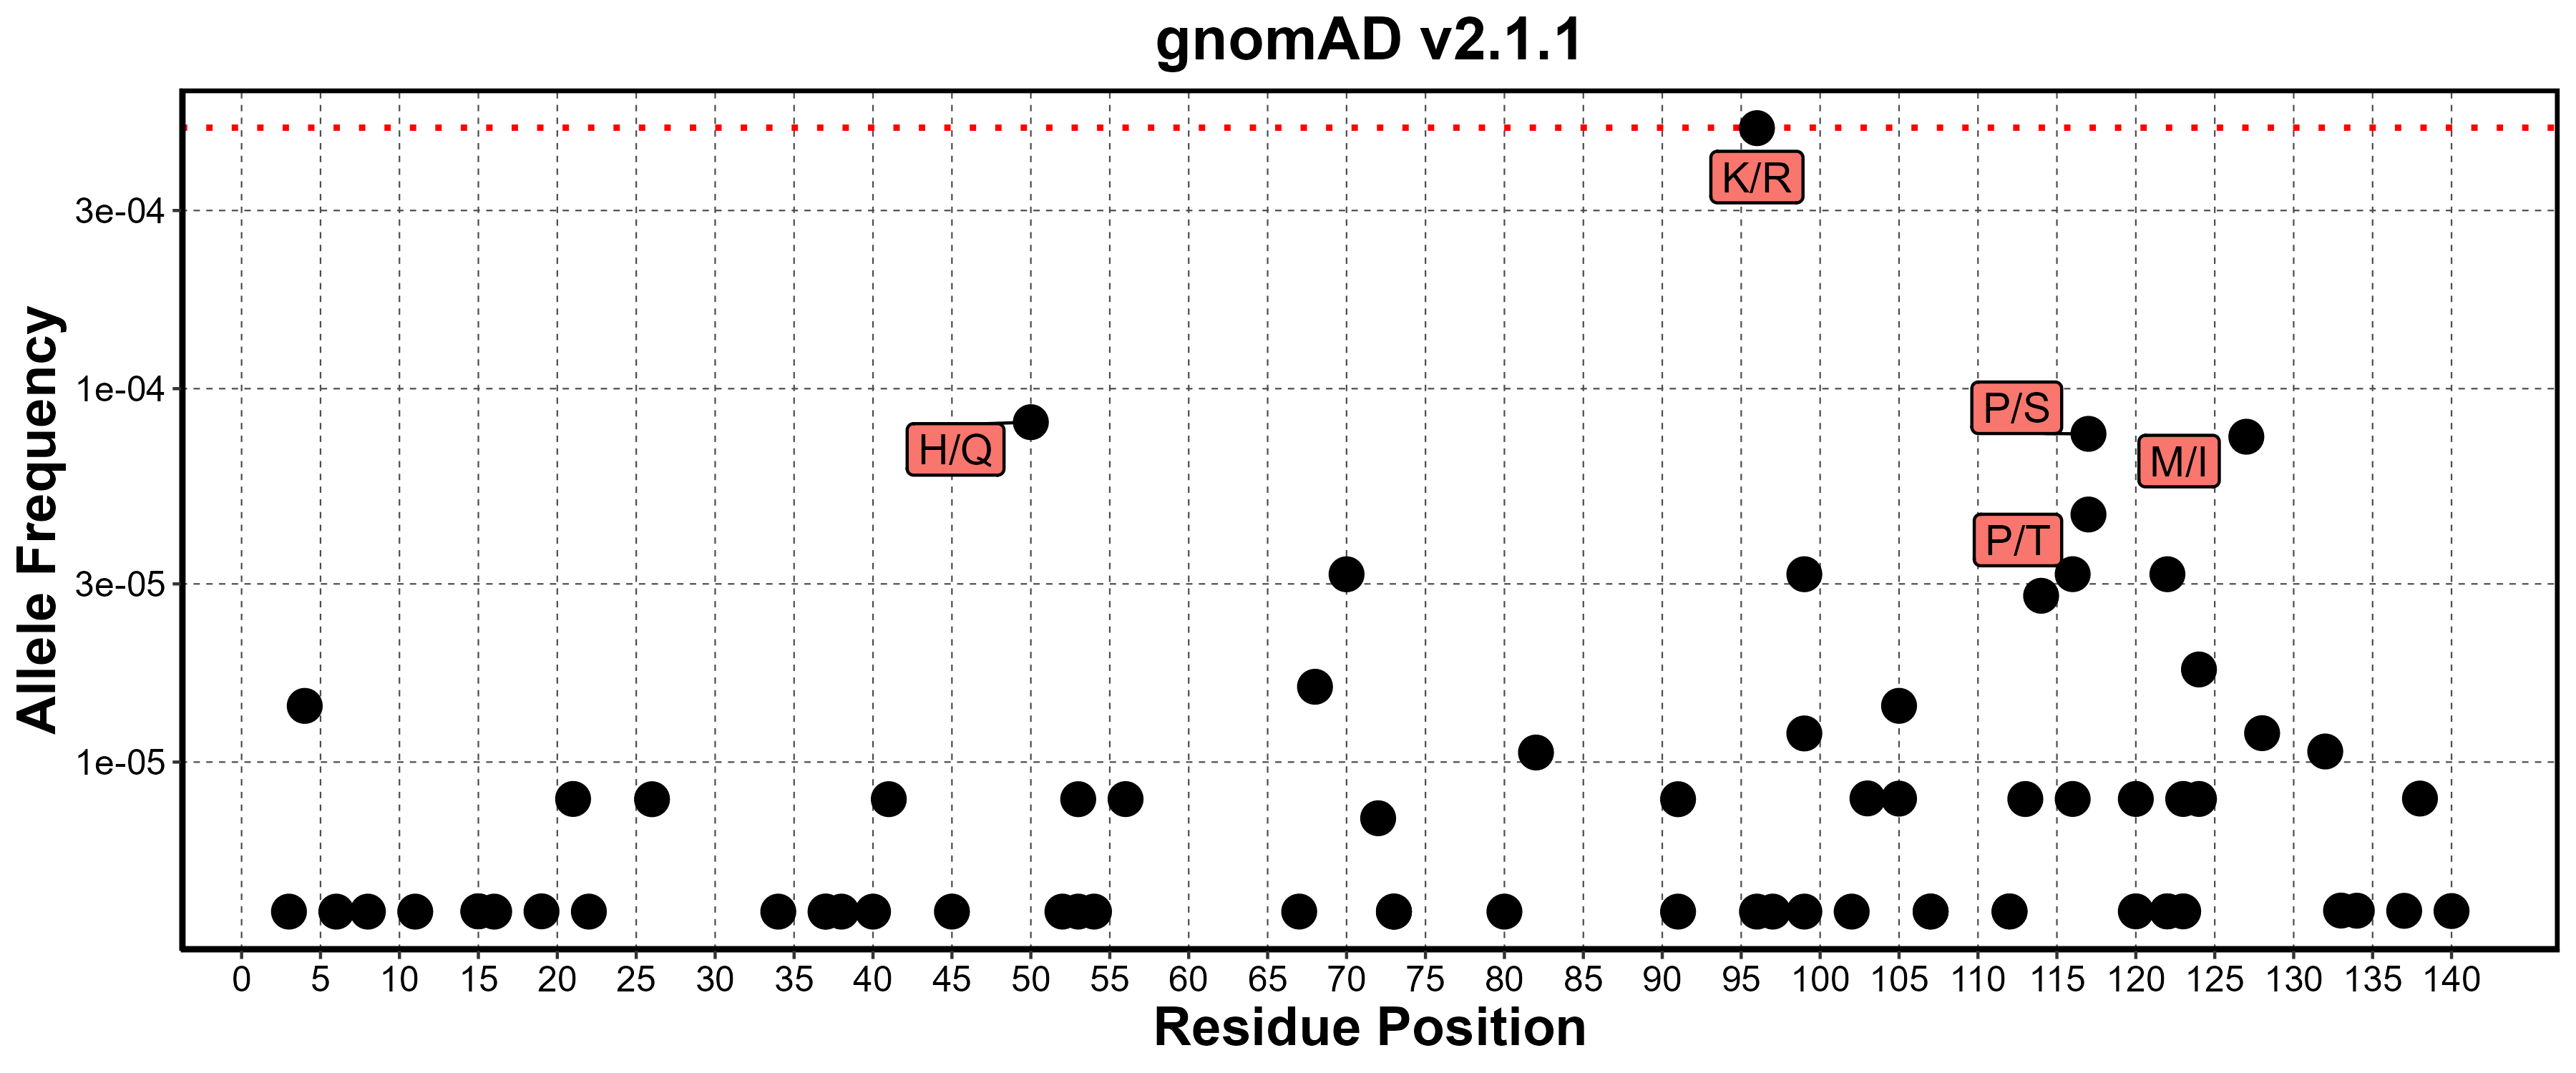 gnomAD v2.1.1
Allele Frequency
3e-04
1e-04
3e-05
1e-05
K/R
H/Q
P/S
M/I
P/T
0 5 10 15 20 25 30 35 40 45 50 55 60 65 70 75 80 85 90 95 100 105 110 115 120 125 130 135 140
Residue Position